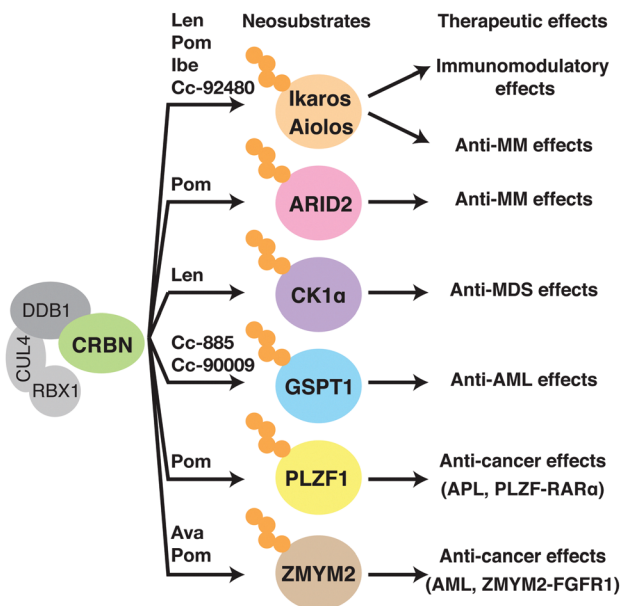 Neosubstrates
Therapeutic effects
Len
Pom
Ibe
Cc-92480
Ikaros
Aiolos
Immunomodulatory
effects
Anti-MM effects
Pom
ARID2
Anti-MM effects
Len
CK1α
Anti-MDS effects
DDB1
CUL4
RBX1
CRBN
Cc-885
Cc-90009
GSPT1
Anti-AML effects
Pom
PLZF1
Anti-cancer effects
(APL, PLZF-RARα)
Ava
Pom
ZMYM2
Anti-cancer effects
(AML, ZMYM2-FGFR1)